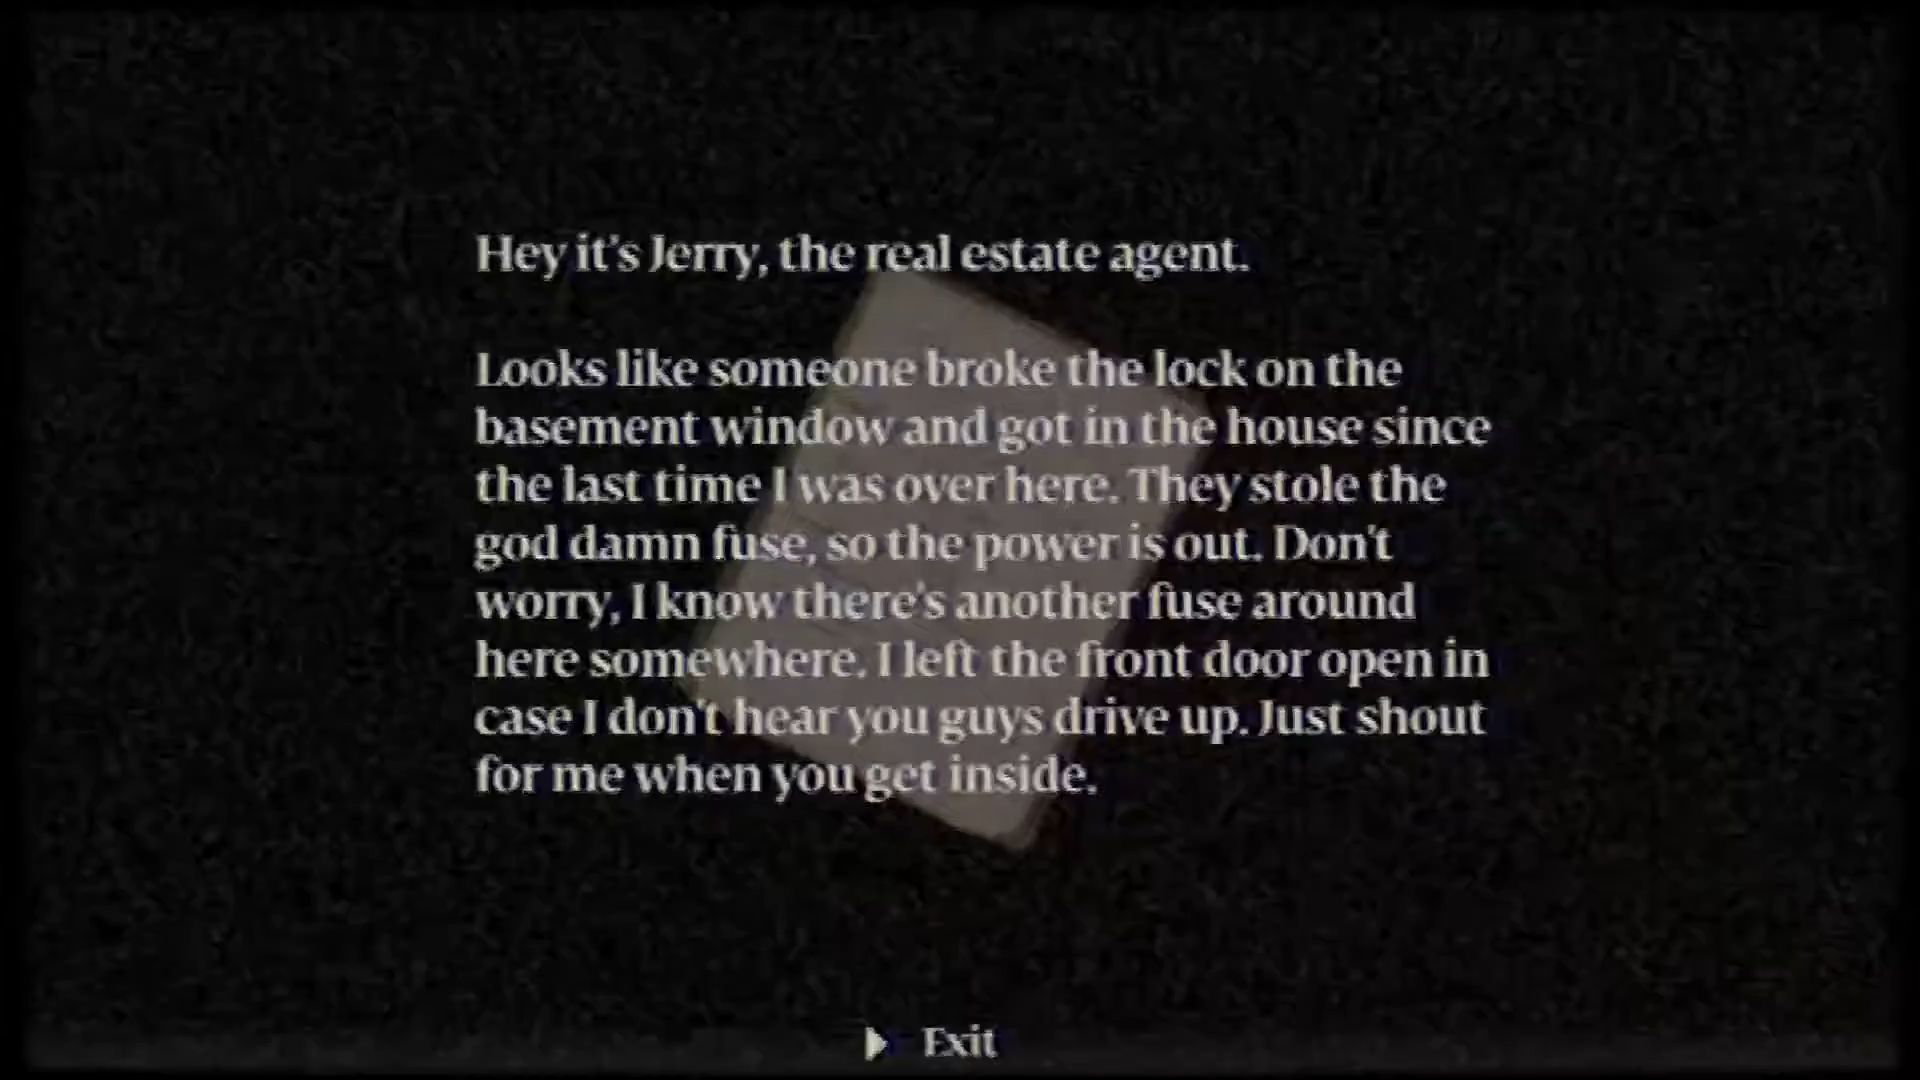 Hey it's Jerry, the real estate agent.
Looks like someone broke the lock on the
basement window and got in the house since
the last time I was over here. They stole the
god damn fuse, so the power is out. Don't
worry, I know there's another fuse around
here somewhere. I left the front door open in
case I don't hear you guys drive up. Just shout
for me when you get inside.
Exit